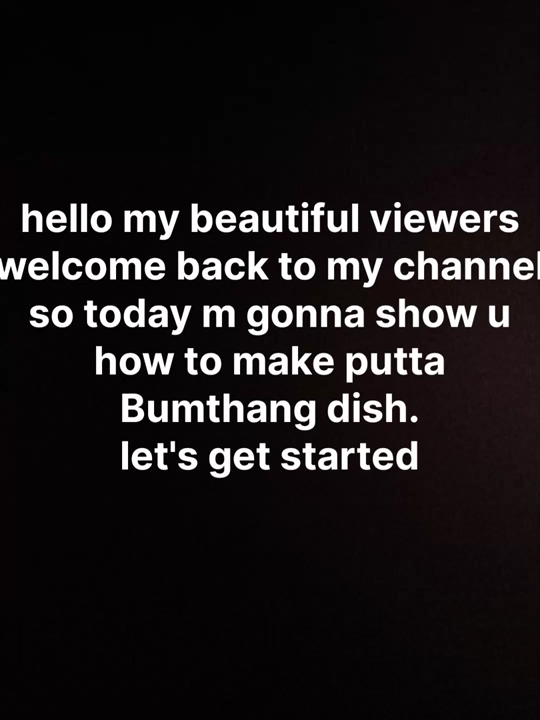 hello my beautiful viewers
welcome back to my channel
so today m gonna show u
how to make putta
Bumthang dish.
let's get started